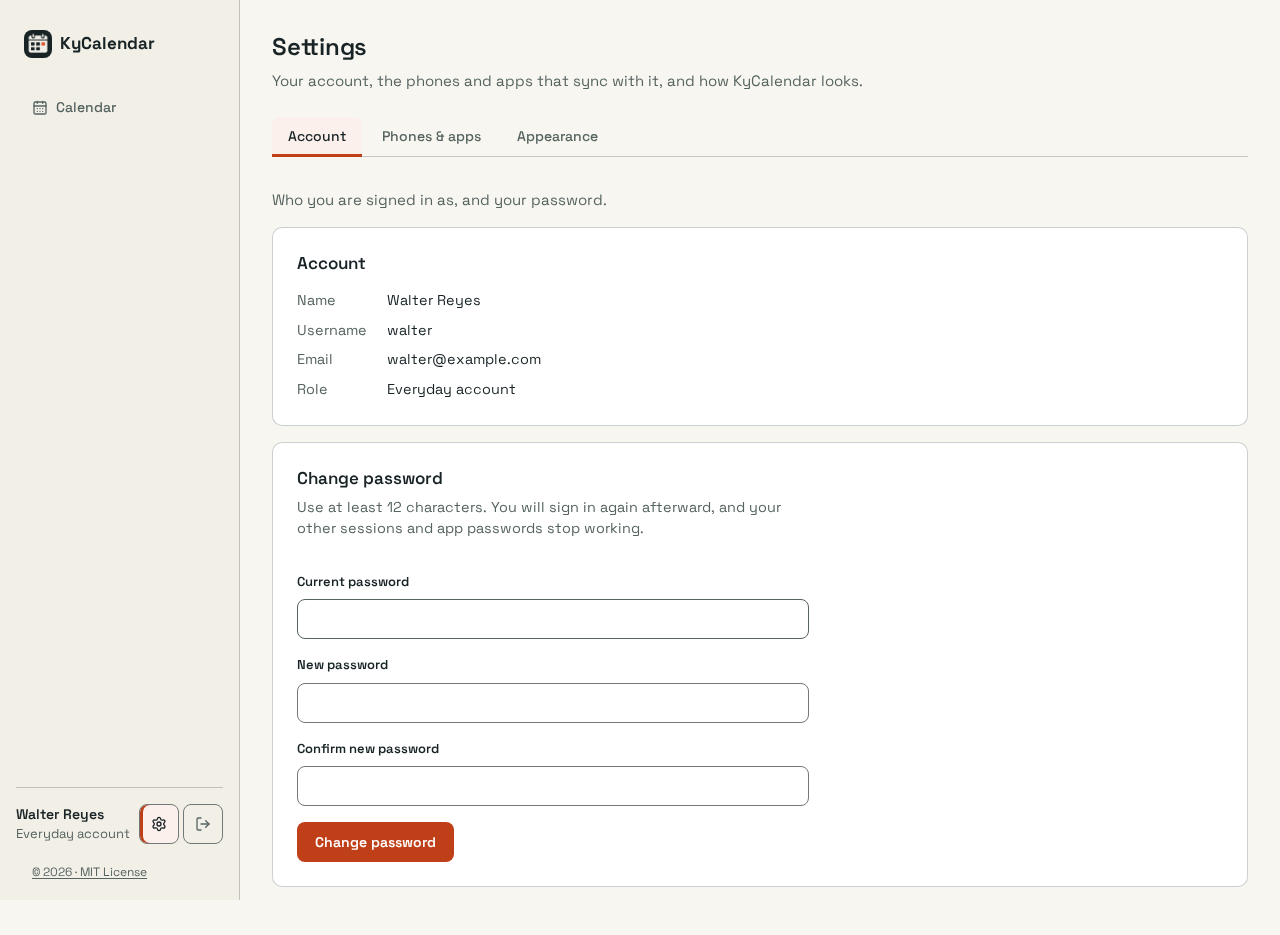 KyCalendar
Calendar
Settings
Your account, the phones and apps that sync with it, and how KyCalendar looks.
Account
Phones & apps
Appearance
Who you are signed in as, and your password.
Account
Name Walter Reyes
Username walter
Email walter@example.com
Role Everyday account
Change password
Use at least 12 characters. You will sign in again afterward, and your
other sessions and app passwords stop working.
Current password
New password
Confirm new password
Change password
Walter Reyes
Everyday account
© 2026 · MIT License